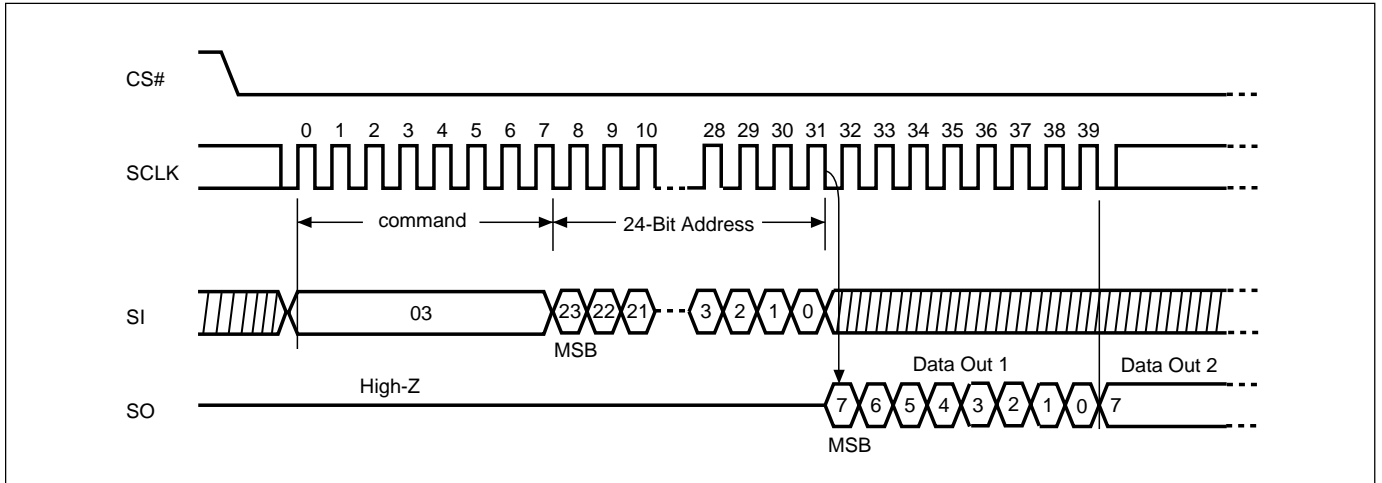 CS#
0 1 2 3 4 5 6 7 8 9 10 28 29 30 31 32 33 34 35 36 37 38 39
SCLK
command
24-Bit Address
SI
03
23 22 21 3 2 1 0
MSB
Data Out 1
Data Out 2
High-Z
SO
7 6 5 4 3 2 1 0 7
MSB